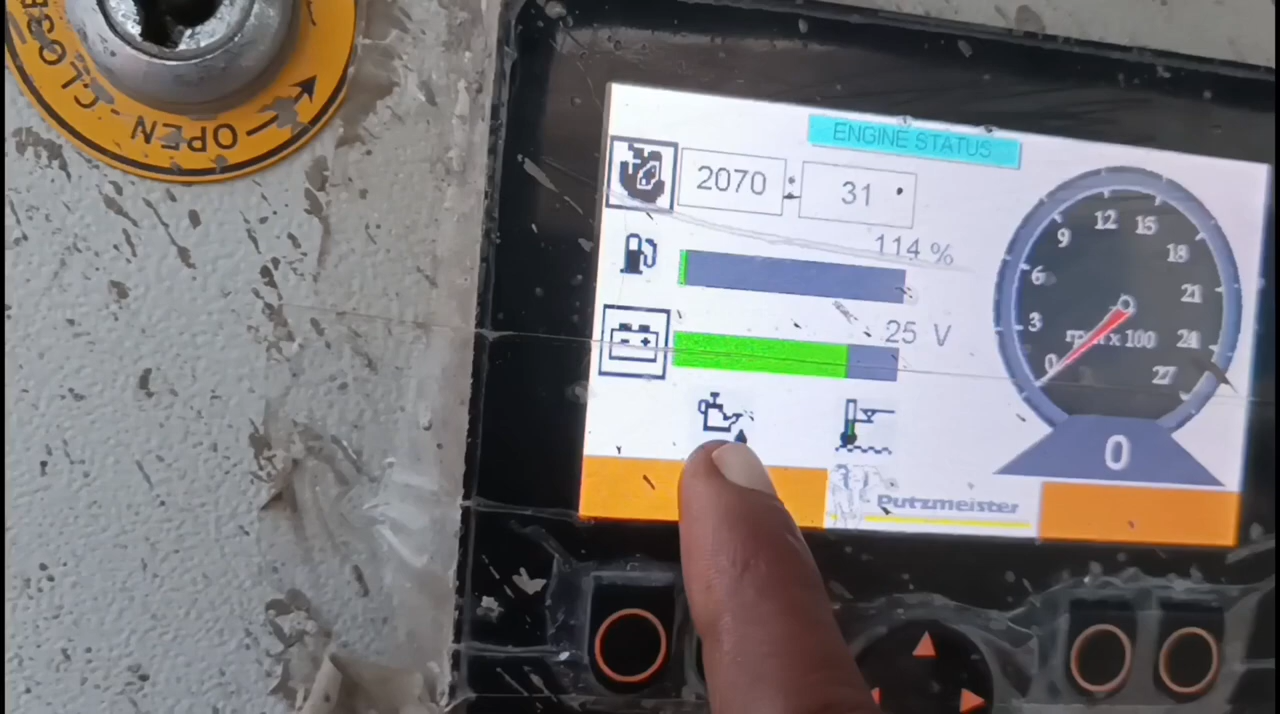 CLOSE
OPEN
ENGINE STATUS
2070 : 31
114 %
25 V
0 3 6 9 12 15 18 21 24 27
rpm x 100
0
Putzmeister